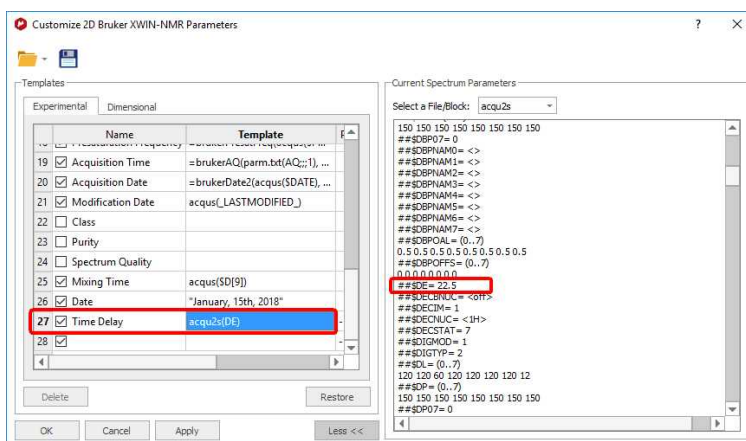 Customize 2D Bruker XWIN-NMR Parameters
Templates
Experimental Dimensional
Name Template
19 Acquisition Time =brukerAQ(parm.txt(AQ;;;1), ...
20 Acquisition Date =brukerDate2(acqus($DATE), ...
21 Modification Date acqus(_LASTMODIFIED_)
22 Class
23 Purity
24 Spectrum Quality
25 Mixing Time acqus($D[9])
26 Date "January, 15th, 2018"
27 Time Delay acqu2s(DE)
28
Delete Restore
OK Cancel Apply Less <<
Current Spectrum Parameters
Select a File/Block: acqu2s
150 150 150 150 150 150 150 150
##$DBP07= 0
##$DBPNAM0= <>
##$DBPNAM1= <>
##$DBPNAM2= <>
##$DBPNAM3= <>
##$DBPNAM4= <>
##$DBPNAM5= <>
##$DBPNAM6= <>
##$DBPNAM7= <>
##$DBPOAL= (0..7)
0.5 0.5 0.5 0.5 0.5 0.5 0.5 0.5
##$DBPOFFS= (0..7)
0 0 0 0 0 0 0 0
##$DE= 22.5
##$DECBNUC= <off>
##$DECIM= 1
##$DECNUC= <1H>
##$DECSTAT= 7
##$DIGMOD= 1
##$DIGTYP= 2
##$DL= (0..7)
120 120 60 120 120 120 120 12
##$DP= (0..7)
150 150 150 150 150 150 150 150
##$DP07= 0